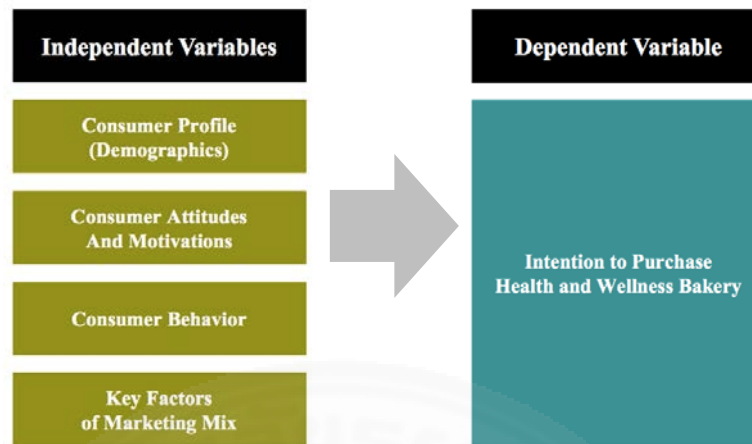 Independent Variables
Consumer Profile
(Demographics)
Consumer Attitudes
And Motivations
Consumer Behavior
Key Factors
of Marketing Mix
Dependent Variable
Intention to Purchase
Health and Wellness Bakery